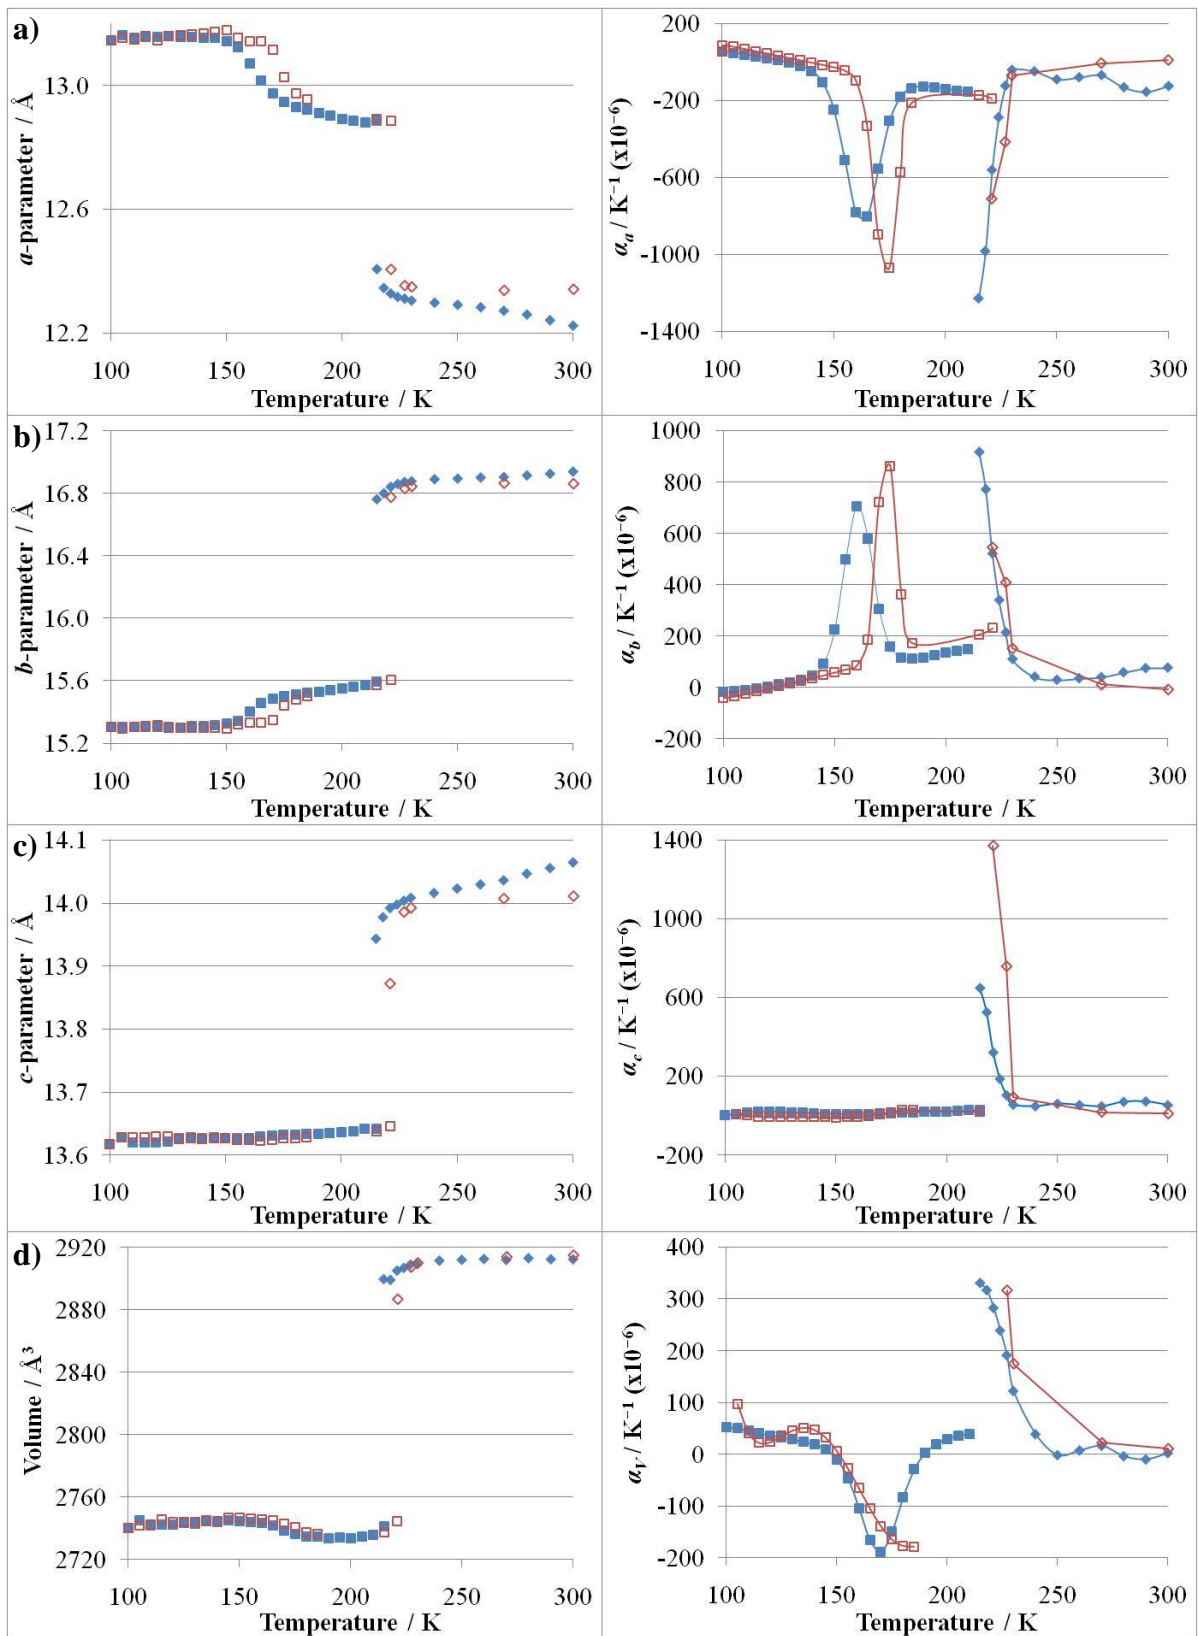 a)
13.0
12.6
12.2
a-parameter / Å
100 150 200 250 300
Temperature / K
200
-200
-600
-1000
-1400
αa / K⁻¹ (x10⁻⁶)
100 150 200 250 300
Temperature / K
b)
17.2
16.8
16.4
16.0
15.6
15.2
b-parameter / Å
100 150 200 250 300
Temperature / K
1000
800
600
400
200
0
-200
αb / K⁻¹ (x10⁻⁶)
100 150 200 250 300
Temperature / K
c)
14.1
14.0
13.9
13.8
13.7
13.6
c-parameter / Å
100 150 200 250 300
Temperature / K
1400
1000
600
200
-200
αc / K⁻¹ (x10⁻⁶)
100 150 200 250 300
Temperature / K
d)
2920
2880
2840
2800
2760
2720
Volume / Å³
100 150 200 250 300
Temperature / K
400
300
200
100
0
-100
-200
αV / K⁻¹ (x10⁻⁶)
100 150 200 250 300
Temperature / K